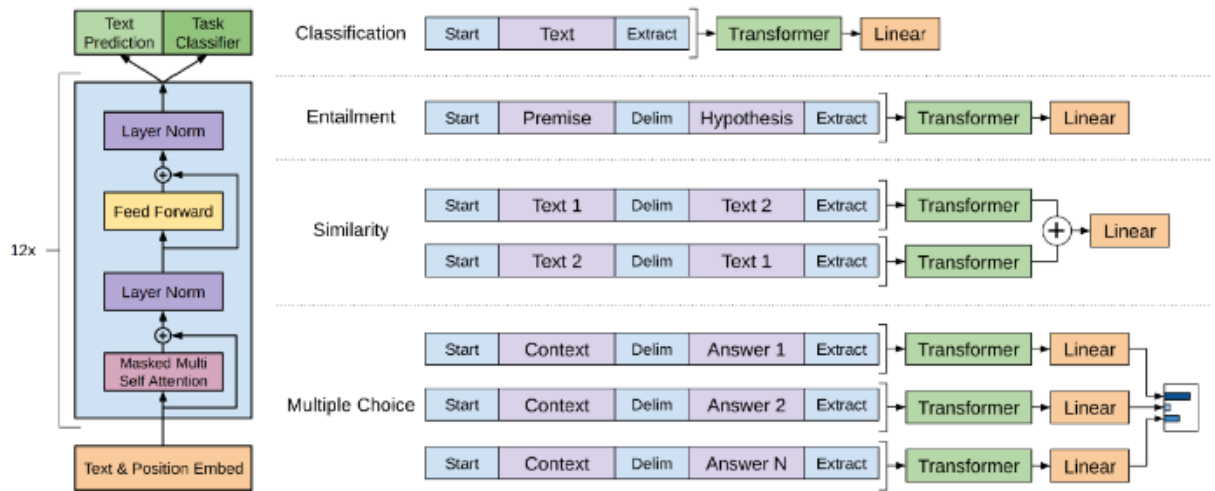 Text
Prediction
Task
Classifier
12x
Layer Norm
Feed Forward
Layer Norm
Masked Multi
Self Attention
Text & Position Embed
Classification
Start Text Extract Transformer Linear
Entailment
Start Premise Delim Hypothesis Extract Transformer Linear
Similarity
Start Text 1 Delim Text 2 Extract Transformer
Linear
Start Text 2 Delim Text 1 Extract Transformer
Multiple Choice
Start Context Delim Answer 1 Extract Transformer Linear
Start Context Delim Answer 2 Extract Transformer Linear
Start Context Delim Answer N Extract Transformer Linear